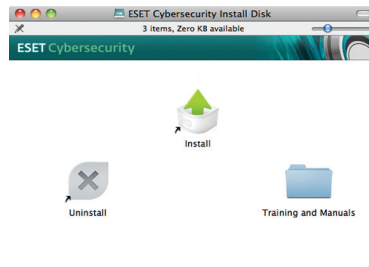 ESET Cybersecurity Install Disk
3 items, Zero KB available
ESET Cybersecurity
Install
Uninstall
Training and Manuals